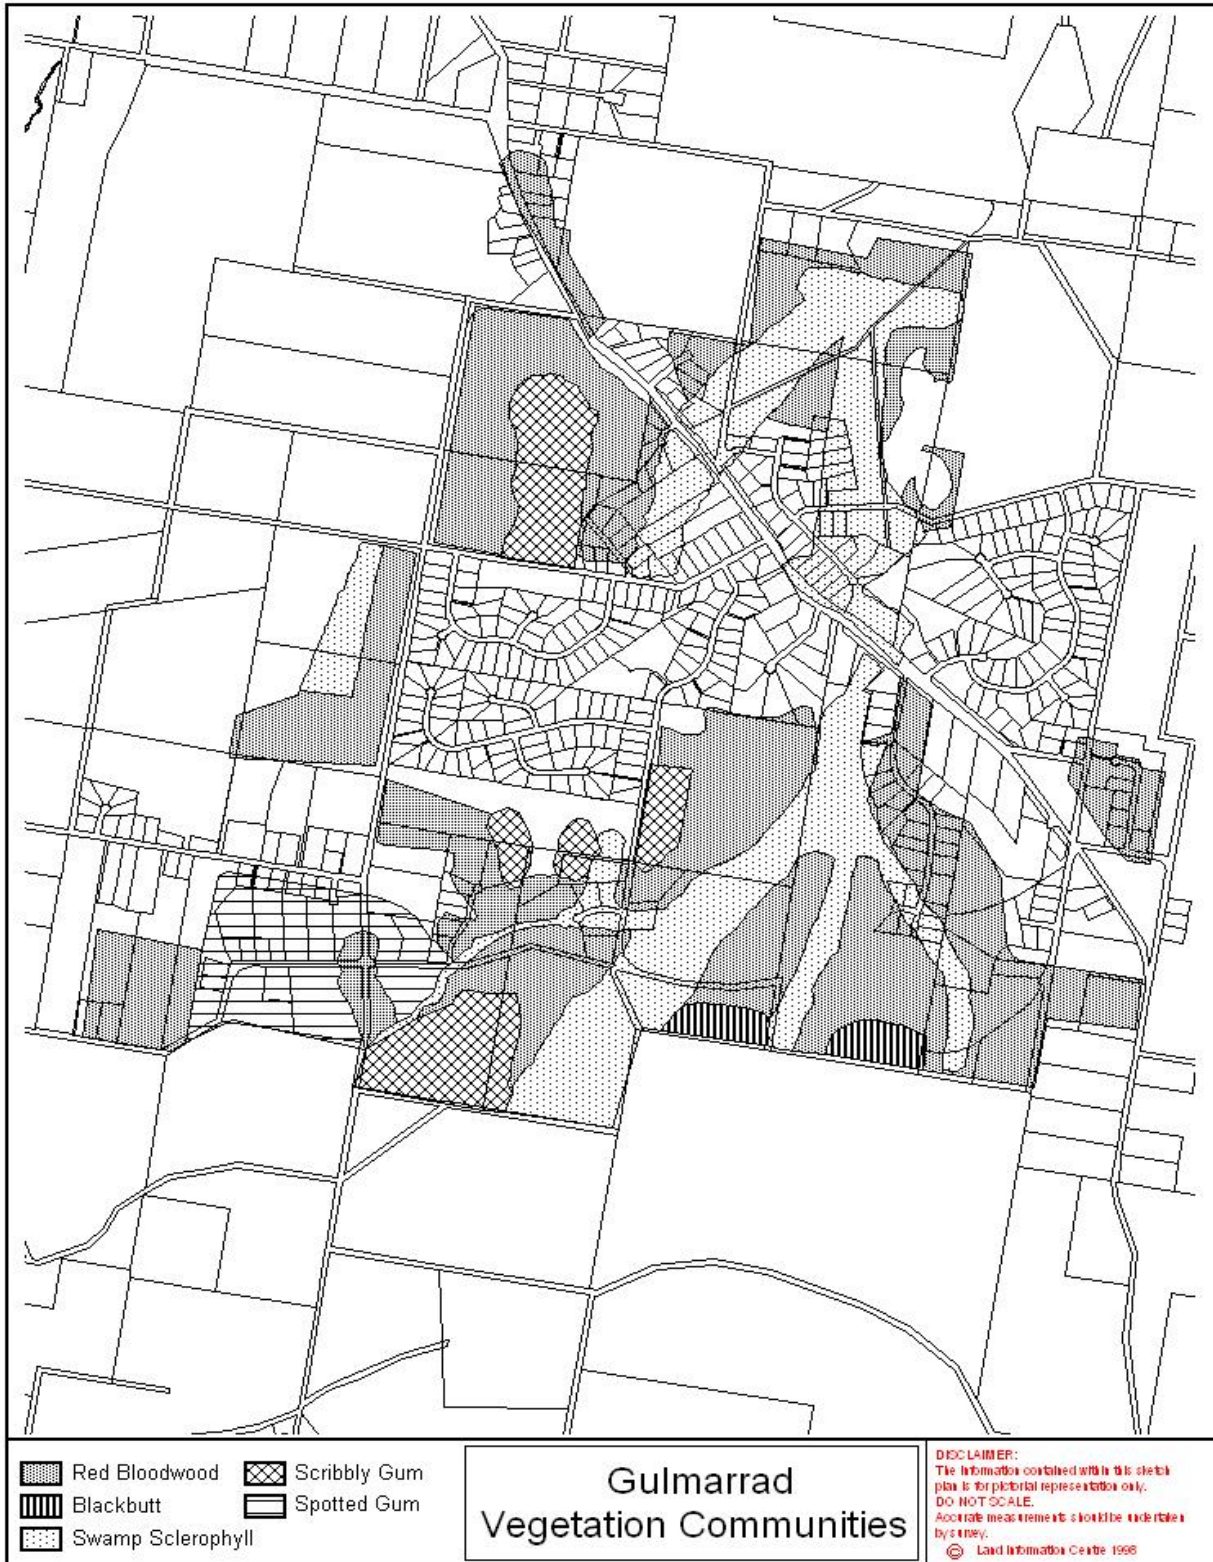 Red Bloodwood
Scribbly Gum
Blackbutt
Spotted Gum
Swamp Sclerophyll
Gulmarrad
Vegetation Communities
DISCLAIMER:
The Information contained within this sketch
plan is for pictorial representation only.
DO NOT SCALE.
Accurate measurements should be undertaken
by survey.
© Land Information Centre 1998